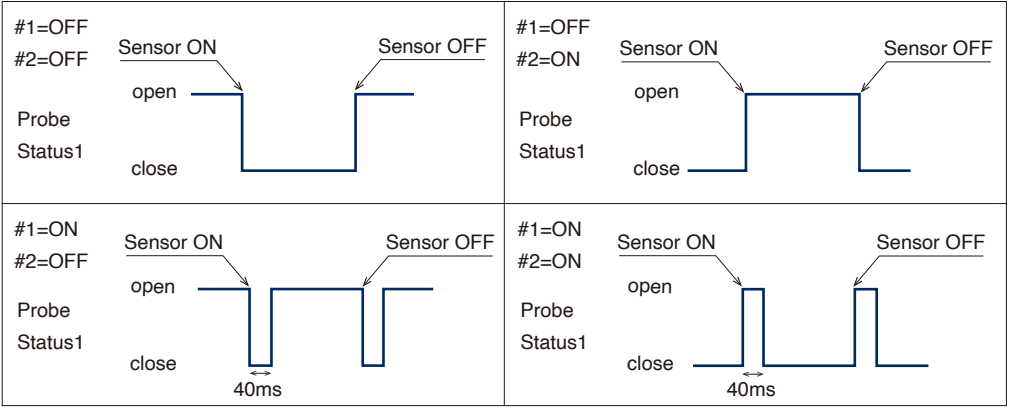 #1=OFF
#2=OFF
Sensor ON
Sensor OFF
open
Probe
Status1
close
#1=OFF
#2=ON
Sensor ON
Sensor OFF
open
Probe
Status1
close
#1=ON
#2=OFF
Sensor ON
Sensor OFF
open
Probe
Status1
close
40ms
#1=ON
#2=ON
Sensor ON
Sensor OFF
open
Probe
Status1
close
40ms